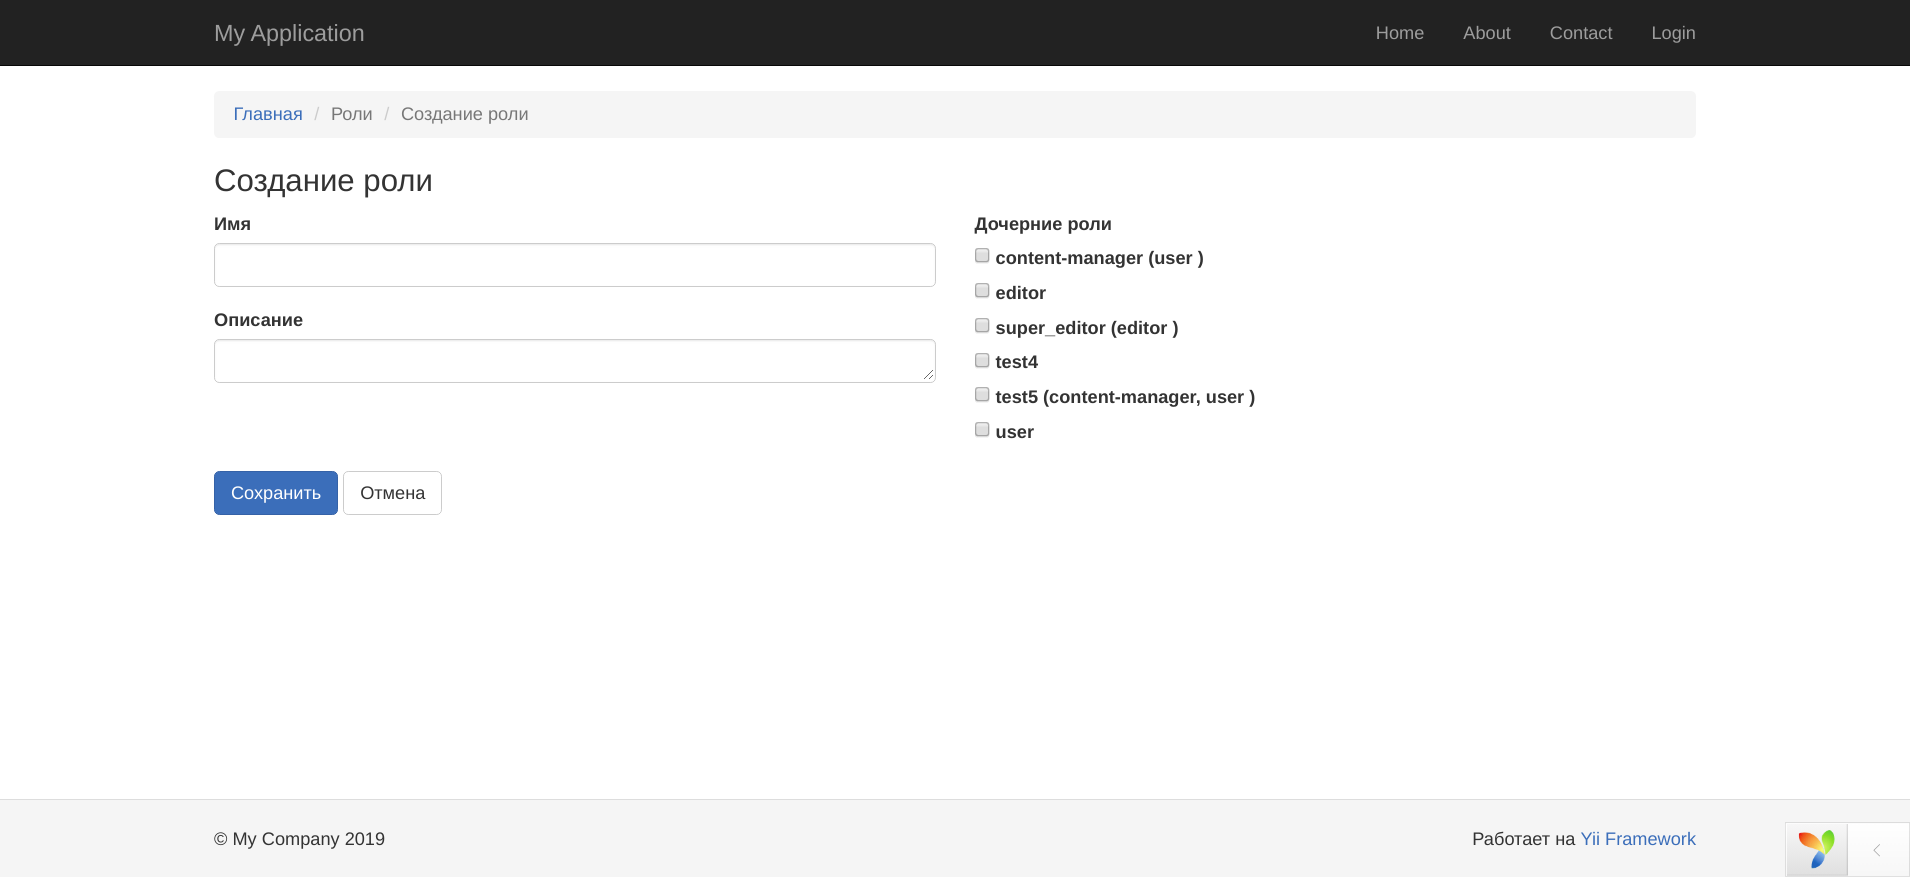 My Application
Home About Contact Login
Главная / Роли / Создание роли
Создание роли
Имя
Описание
Дочерние роли
content-manager (user )
editor
super_editor (editor )
test4
test5 (content-manager, user )
user
Сохранить Отмена
© My Company 2019
Работает на Yii Framework